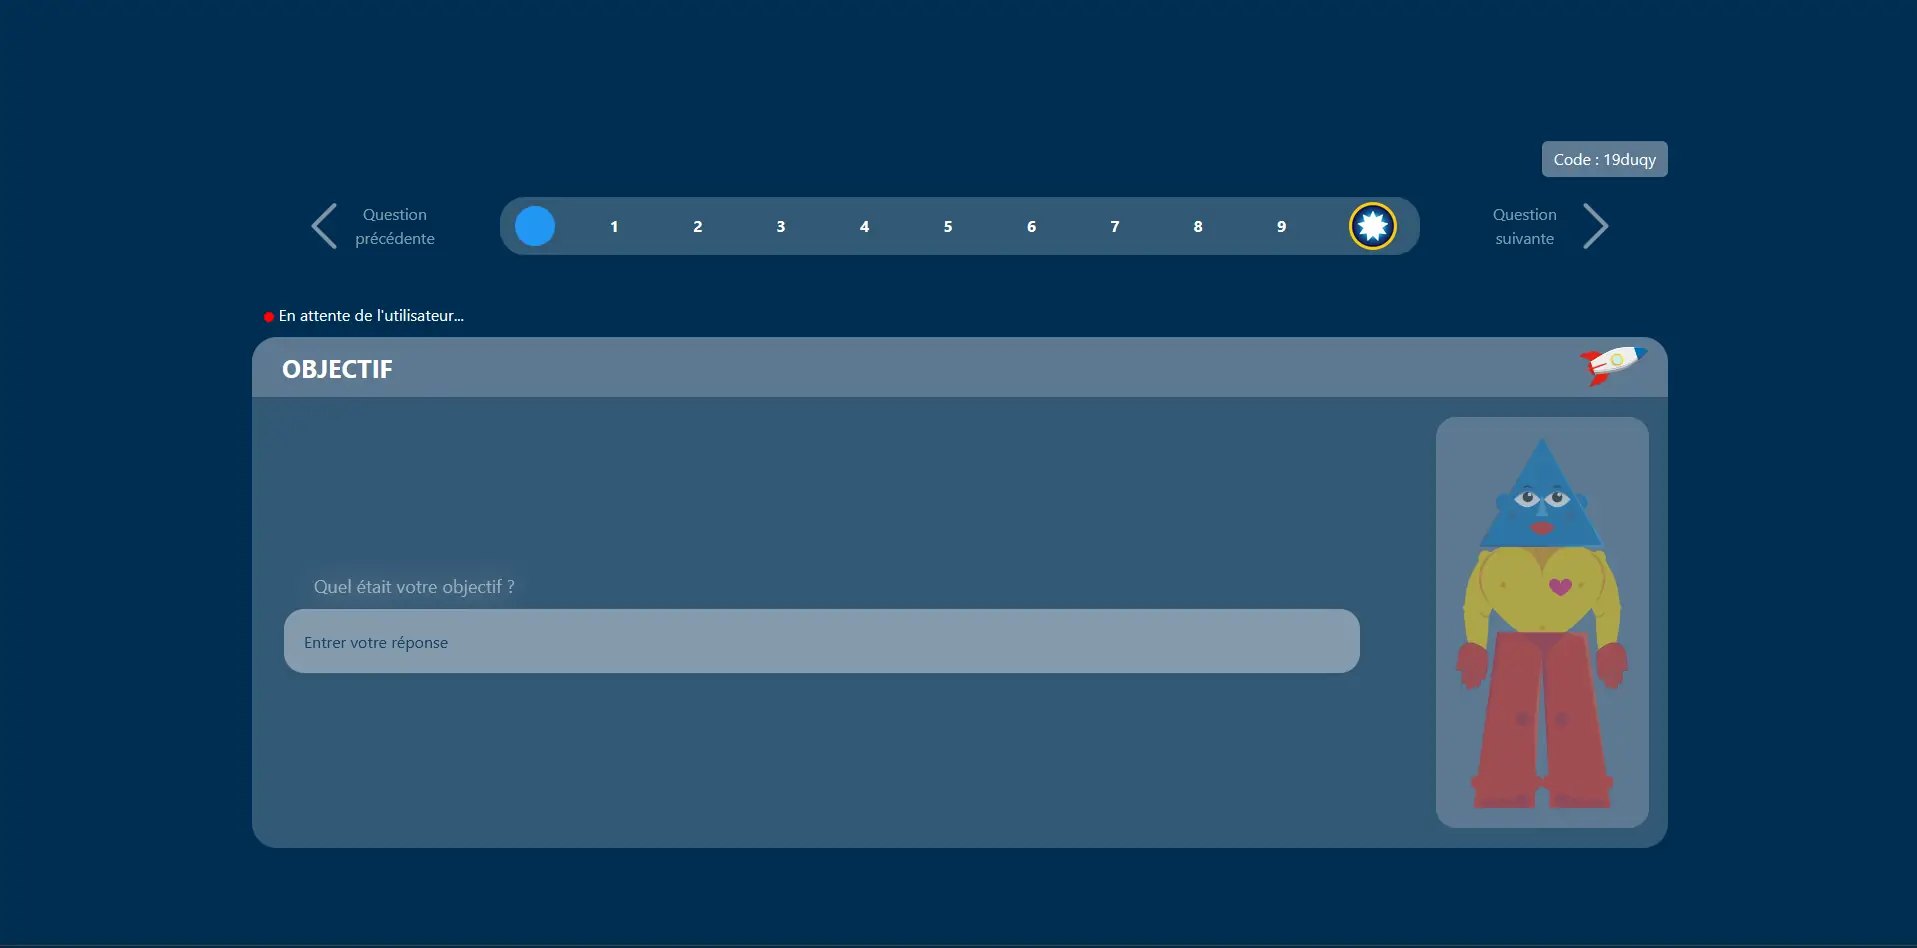 Code : 19duqy
Question
précédente
1 2 3 4 5 6 7 8 9
Question
suivante
En attente de l'utilisateur...
OBJECTIF
Quel était votre objectif ?
Entrer votre réponse